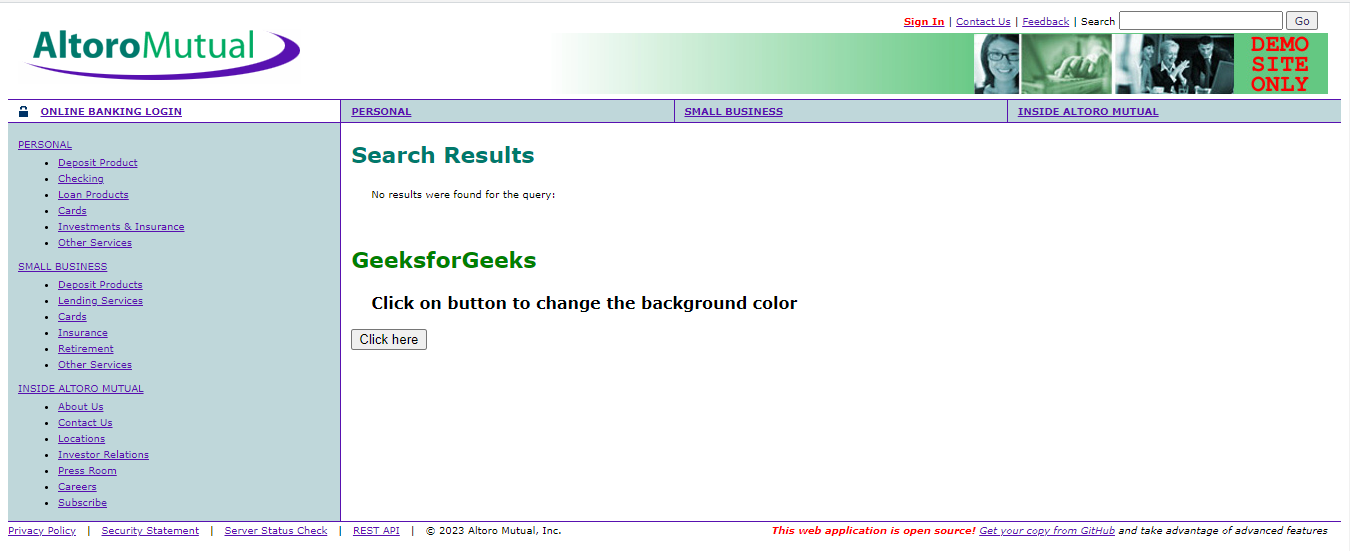 Sign In | Contact Us | Feedback | Search Go
AltoroMutual
DEMO
SITE
ONLY
ONLINE BANKING LOGIN
PERSONAL
SMALL BUSINESS
INSIDE ALTORO MUTUAL
PERSONAL
Deposit Product
Checking
Loan Products
Cards
Investments & Insurance
Other Services
SMALL BUSINESS
Deposit Products
Lending Services
Cards
Insurance
Retirement
Other Services
INSIDE ALTORO MUTUAL
About Us
Contact Us
Locations
Investor Relations
Press Room
Careers
Subscribe
Search Results
No results were found for the query:
GeeksforGeeks
Click on button to change the background color
Click here
Privacy Policy | Security Statement | Server Status Check | REST API | © 2023 Altoro Mutual, Inc.
This web application is open source! Get your copy from GitHub and take advantage of advanced features